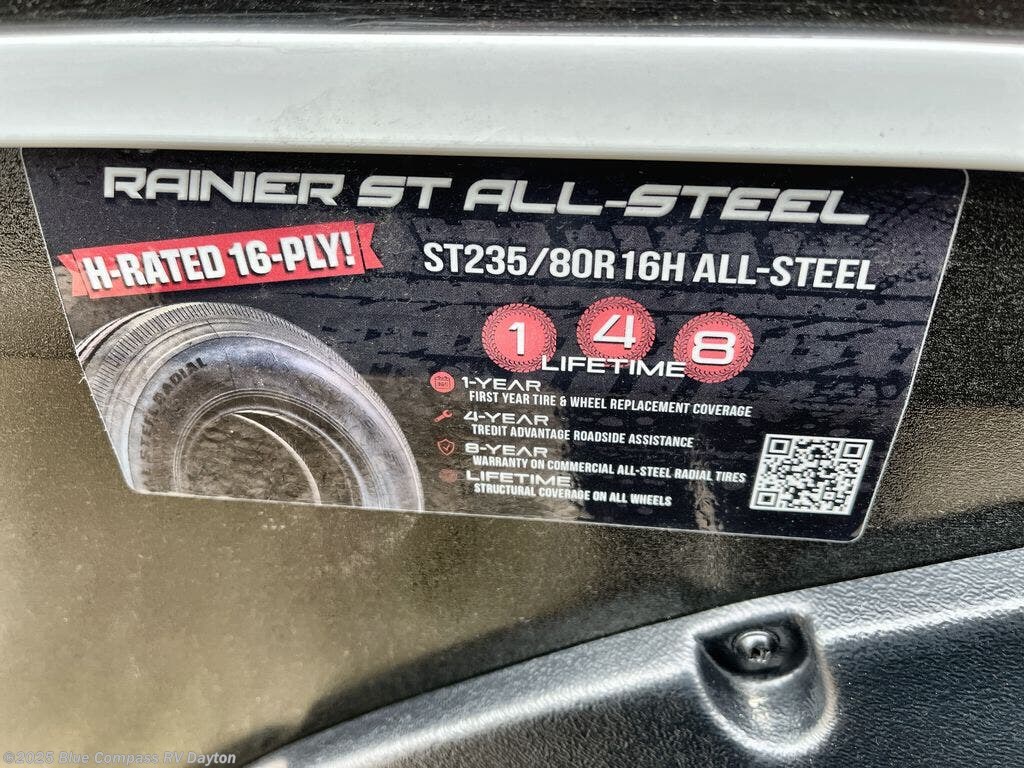 RAINIER ST ALL-STEEL
H-RATED 16-PLY!
ST235/80R16H ALL-STEEL
1 4 8
LIFETIME
1-YEAR
FIRST YEAR TIRE & WHEEL REPLACEMENT COVERAGE
4-YEAR
TREDIT ADVANTAGE ROADSIDE ASSISTANCE
8-YEAR
WARRANTY ON COMMERCIAL ALL-STEEL RADIAL TIRES
LIFETIME
STRUCTURAL COVERAGE ON ALL WHEELS
RADIAL
©2025 Blue Compass RV Dayton